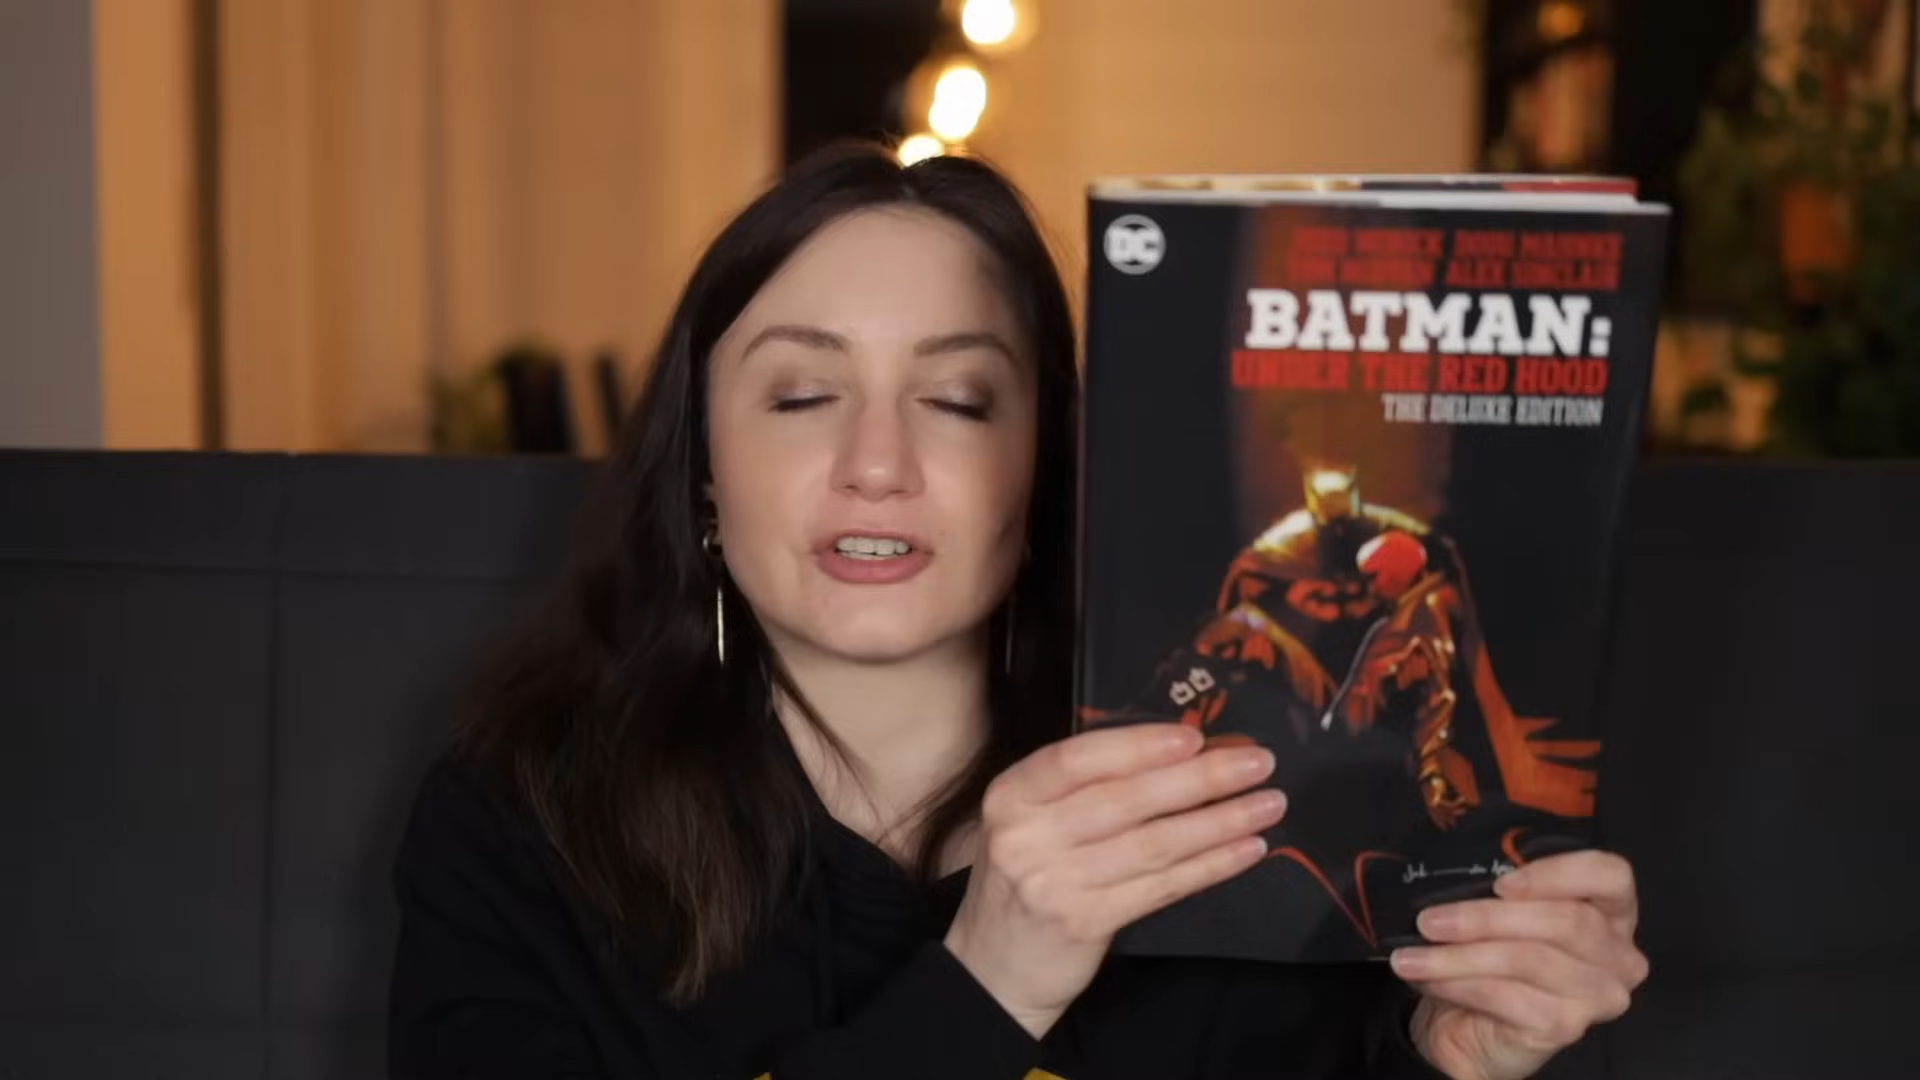 DC
JUDD WINICK DOUG MAHNKE
TOM NGUYEN ALEX SINCLAIR
BATMAN:
UNDER THE RED HOOD
THE DELUXE EDITION